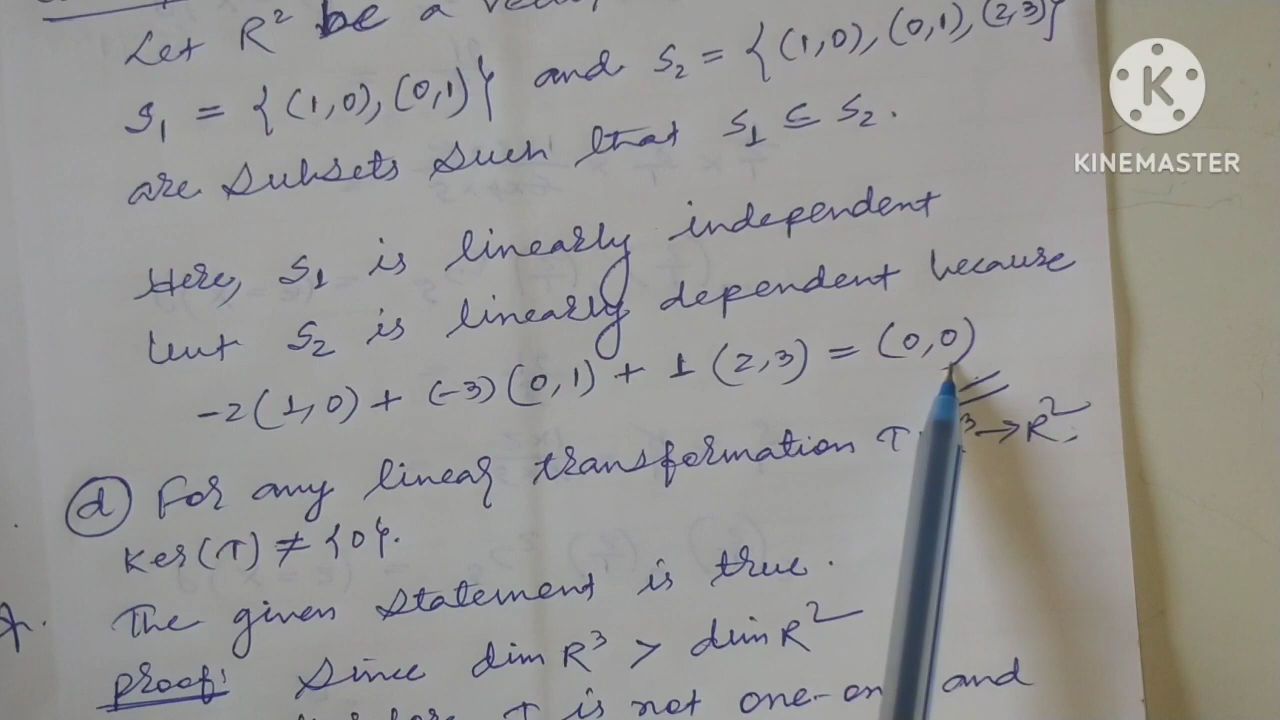 Let R² be a
S₁ = {(1,0), (0,1)} and S₂ = {(1,0), (0,1), (2,3)}
are subsets such that S₁ ⊆ S₂.
Here, S₁ is linearly independent
but S₂ is linearly dependent because
-2(1,0) + (-3)(0,1) + 1(2,3) = (0,0)
(d) For any linear transformation T ³→R²,
Ker(T) ≠ {0}.
The given statement is true.
proof: Since dim R³ > dim R²
T is not one-on and
K
KINEMASTER